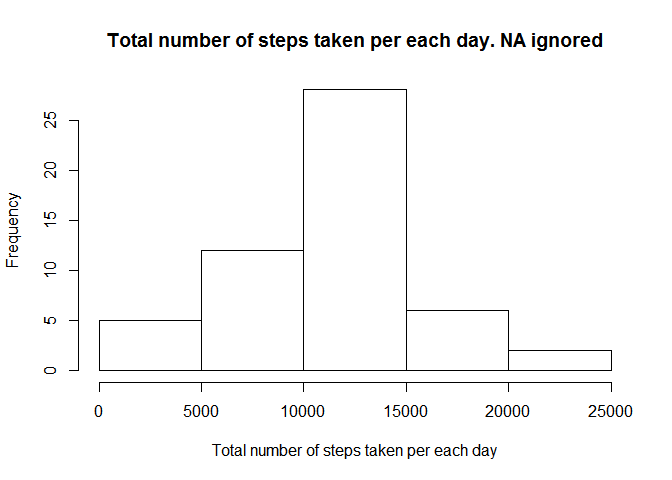 Total number of steps taken per each day. NA ignored
Frequency
25
20
15
10
5
0
0 5000 10000 15000 20000 25000
Total number of steps taken per each day